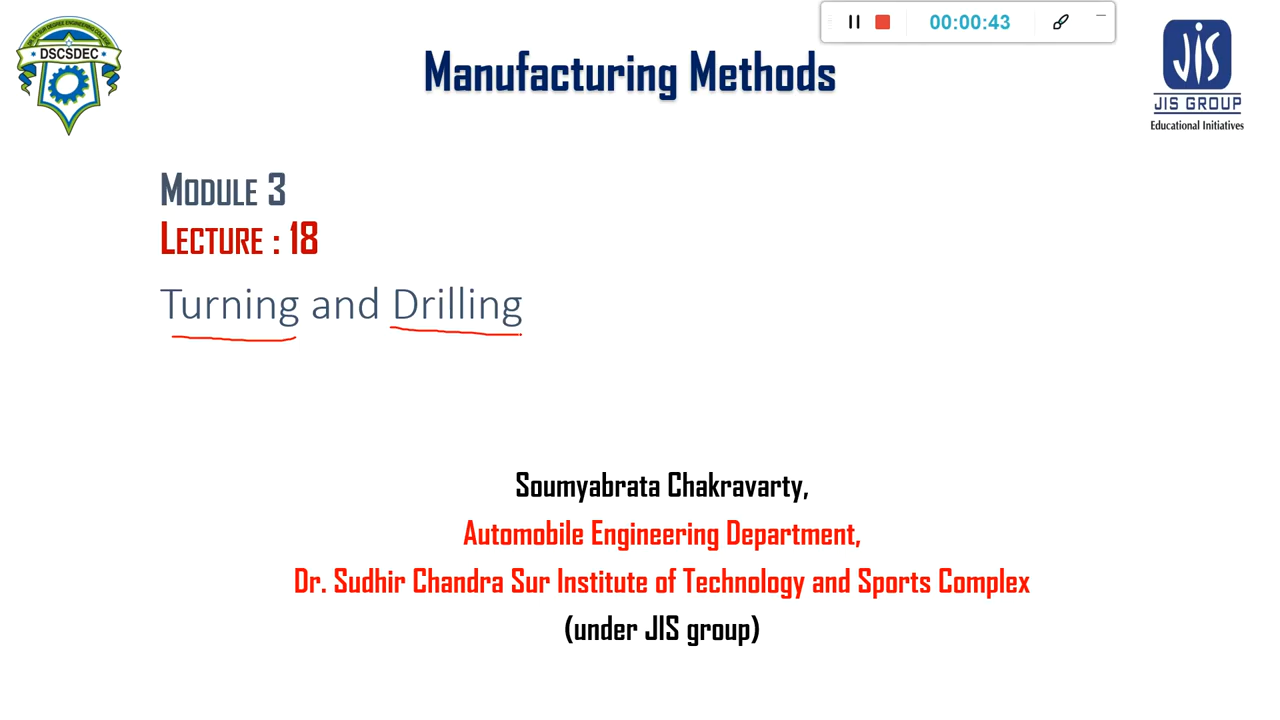 DSCSDEC
00:00:43
Manufacturing Methods
JIS
JIS GROUP
Educational Initiatives
MODULE 3
LECTURE : 18
Turning and Drilling
Soumyabrata Chakravarty,
Automobile Engineering Department,
Dr. Sudhir Chandra Sur Institute of Technology and Sports Complex
(under JIS group)